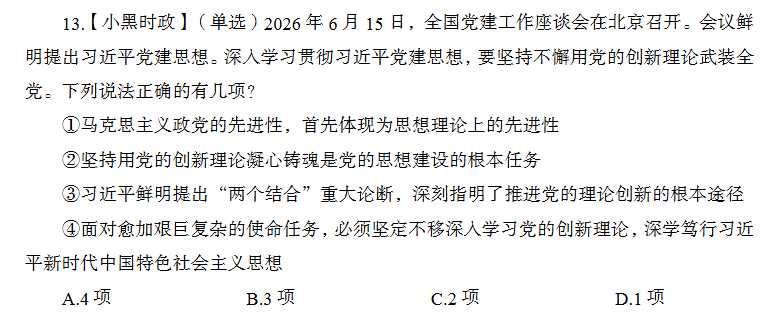 13.【小黑时政】（单选）2026 年 6 月 15 日，全国党建工作座谈会在北京召开。会议鲜
明提出习近平党建思想。深入学习贯彻习近平党建思想，要坚持不懈用党的创新理论武装全
党。下列说法正确的有几项？
①马克思主义政党的先进性，首先体现为思想理论上的先进性
②坚持用党的创新理论凝心铸魂是党的思想建设的根本任务
③习近平鲜明提出“两个结合”重大论断，深刻指明了推进党的理论创新的根本途径
④面对愈加艰巨复杂的使命任务，必须坚定不移深入学习党的创新理论，深学笃行习近
平新时代中国特色社会主义思想
A.4 项 B.3 项 C.2 项 D.1 项